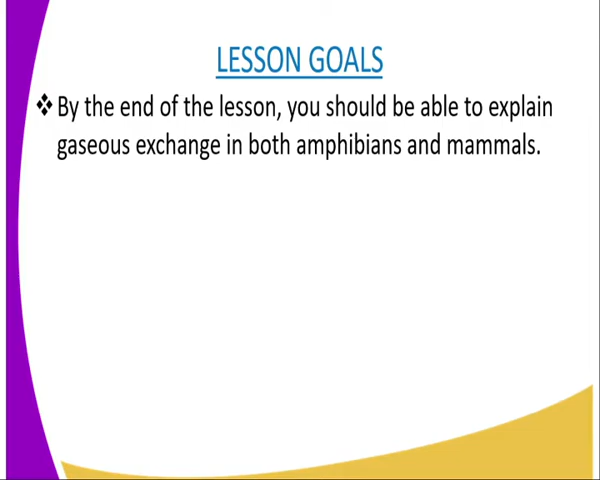 LESSON GOALS
❖By the end of the lesson, you should be able to explain
gaseous exchange in both amphibians and mammals.